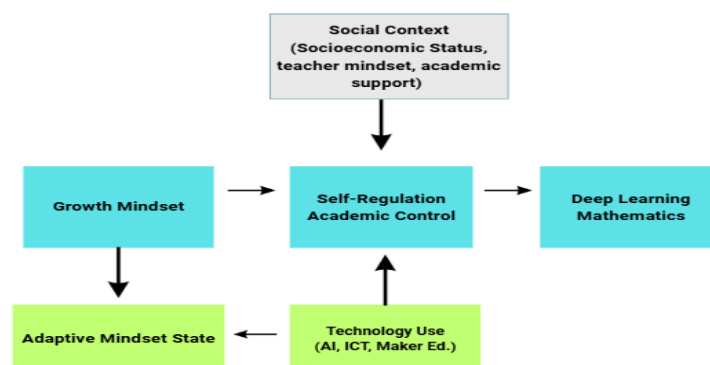 Social Context
(Socioeconomic Status,
teacher mindset, academic
support)
Growth Mindset
Self-Regulation
Academic Control
Deep Learning
Mathematics
Adaptive Mindset State
Technology Use
(AI, ICT, Maker Ed.)